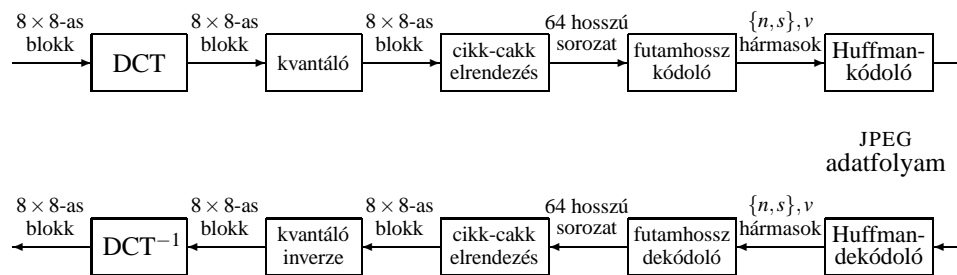 8 × 8-as
blokk
DCT
8 × 8-as
blokk
kvantáló
8 × 8-as
blokk
cikk-cakk
elrendezés
64 hosszú
sorozat
futamhossz
kódoló
{n, s}, v
hármasok
Huffman-
kódoló
JPEG
adatfolyam
8 × 8-as
blokk
DCT⁻¹
8 × 8-as
blokk
kvantáló
inverze
8 × 8-as
blokk
cikk-cakk
elrendezés
64 hosszú
sorozat
futamhossz
dekódoló
{n, s}, v
hármasok
Huffman-
dekódoló